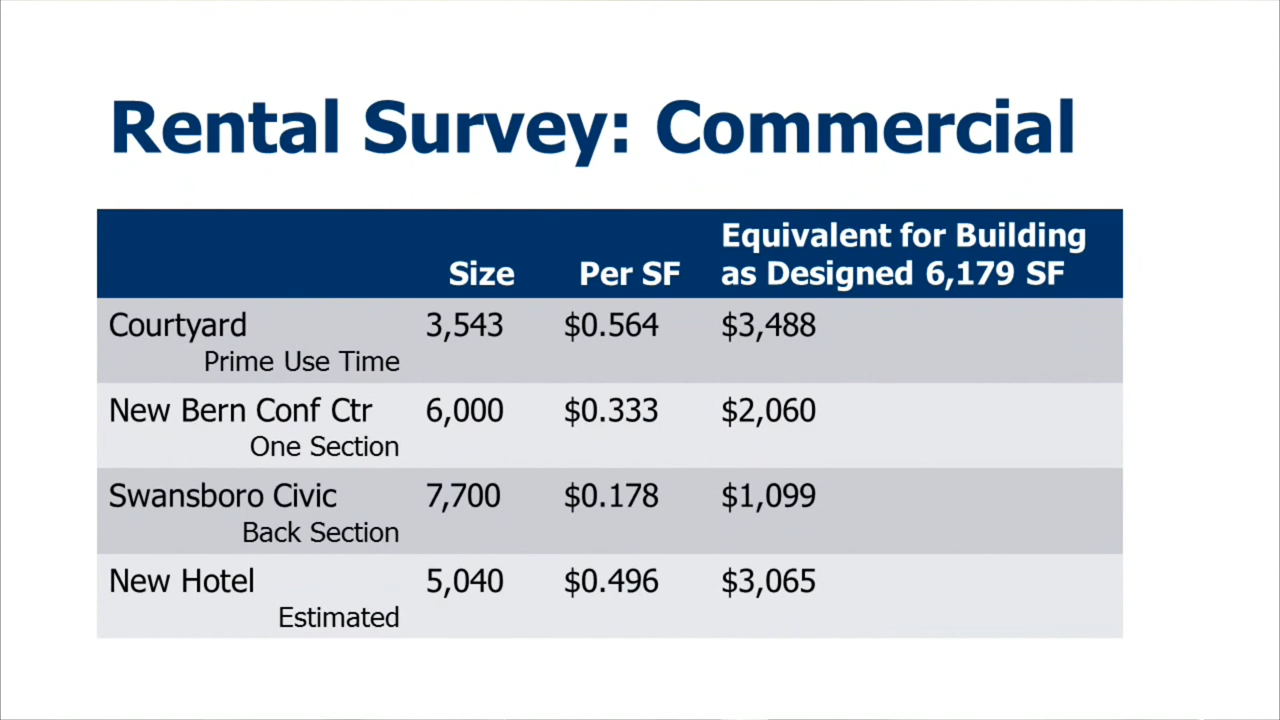 Rental Survey: Commercial
Equivalent for Building
Size Per SF as Designed 6,179 SF
Courtyard 3,543 $0.564 $3,488
Prime Use Time
New Bern Conf Ctr 6,000 $0.333 $2,060
One Section
Swansboro Civic 7,700 $0.178 $1,099
Back Section
New Hotel 5,040 $0.496 $3,065
Estimated